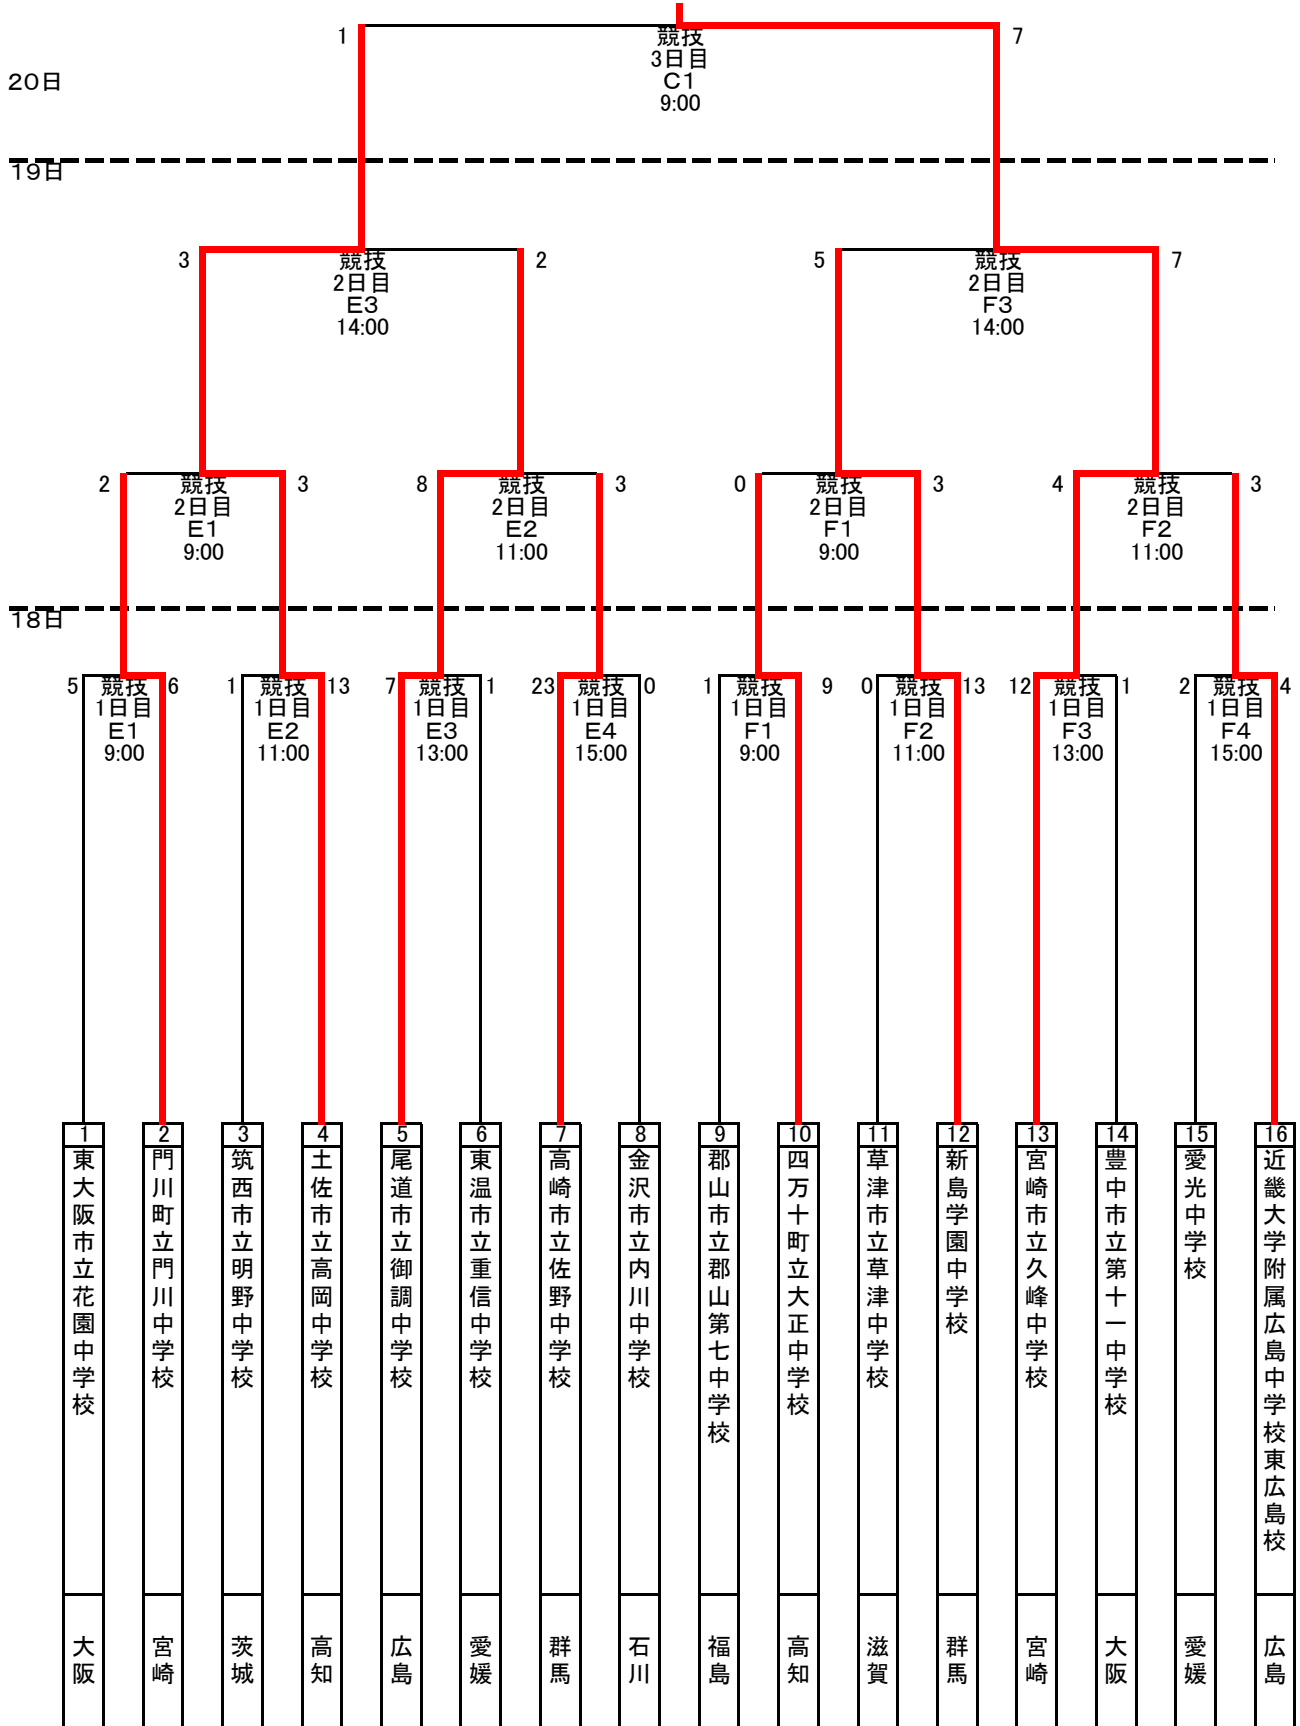 1 7
競技
3日目
C1
9:00
20日
19日
3 2 5 7
競技 競技
2日目 2日目
E3 F3
14:00 14:00
2 3 8 3 0 3 4 3
競技 競技 競技 競技
2日目 2日目 2日目 2日目
E1 E2 F1 F2
9:00 11:00 9:00 11:00
18日
5 6 1 13 7 1 23 0 1 9 0 13 12 1 2 4
競技 競技 競技 競技 競技 競技 競技 競技
1日目 1日目 1日目 1日目 1日目 1日目 1日目 1日目
E1 E2 E3 E4 F1 F2 F3 F4
9:00 11:00 13:00 15:00 9:00 11:00 13:00 15:00
1
東大阪市立花園中学校
大阪
2
門川町立門川中学校
宮崎
3
筑西市立明野中学校
茨城
4
土佐市立高岡中学校
高知
5
尾道市立御調中学校
広島
6
東温市立重信中学校
愛媛
7
高崎市立佐野中学校
群馬
8
金沢市立内川中学校
石川
9
郡山市立郡山第七中学校
福島
10
四万十町立大正中学校
高知
11
草津市立草津中学校
滋賀
12
新島学園中学校
群馬
13
宮崎市立久峰中学校
宮崎
14
豊中市立第十一中学校
大阪
15
愛光中学校
愛媛
16
近畿大学附属広島中学校東広島校
広島